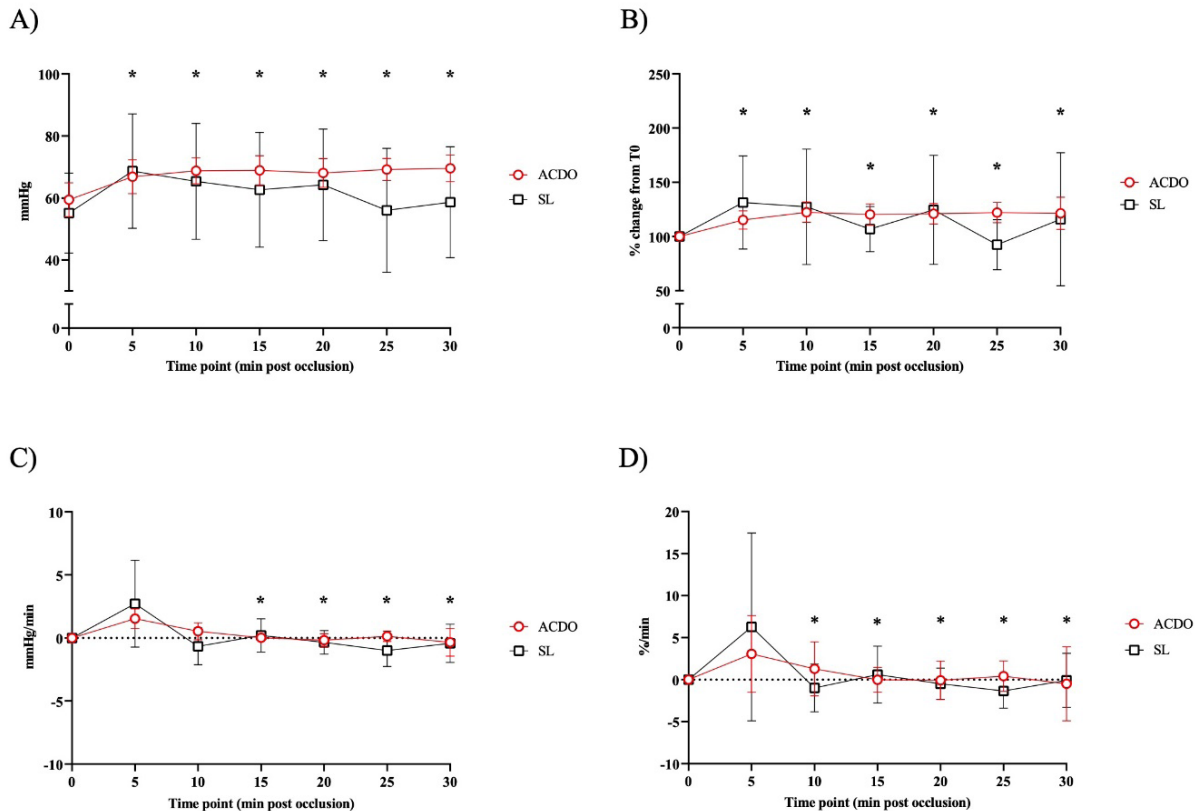 A)
* * * * * *
100
80
60
40
0
mmHg
0 5 10 15 20 25 30
Time point (min post occlusion)
ACDO
SL
B)
* * * * * *
250
200
150
100
50
0
% change from T0
0 5 10 15 20 25 30
Time point (min post occlusion)
ACDO
SL
C)
* * * *
10
5
0
-5
-10
mmHg/min
0 5 10 15 20 25 30
Time point (min post occlusion)
ACDO
SL
D)
* * * * *
20
15
10
5
0
-5
-10
%/min
0 5 10 15 20 25 30
Time point (min post occlusion)
ACDO
SL